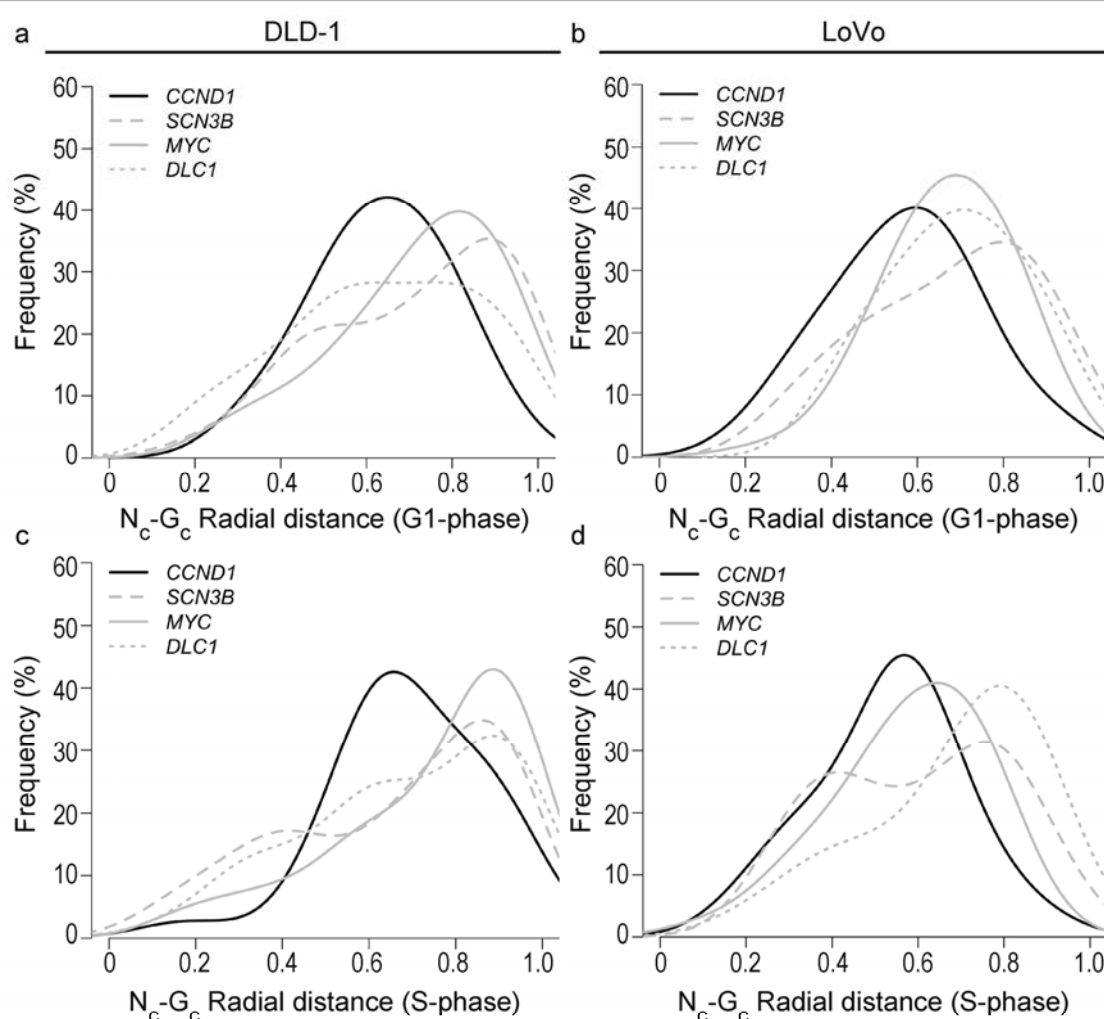 a DLD-1
b LoVo
60
50
40
30
20
10
0
Frequency (%)
CCND1
SCN3B
MYC
DLC1
0 0.2 0.4 0.6 0.8 1.0
Nc-Gc Radial distance (G1-phase)
60
50
40
30
20
10
0
Frequency (%)
CCND1
SCN3B
MYC
DLC1
0 0.2 0.4 0.6 0.8 1.0
Nc-Gc Radial distance (G1-phase)
c
60
50
40
30
20
10
0
Frequency (%)
CCND1
SCN3B
MYC
DLC1
0 0.2 0.4 0.6 0.8 1.0
Nc-Gc Radial distance (S-phase)
d
60
50
40
30
20
10
0
Frequency (%)
CCND1
SCN3B
MYC
DLC1
0 0.2 0.4 0.6 0.8 1.0
Nc-Gc Radial distance (S-phase)